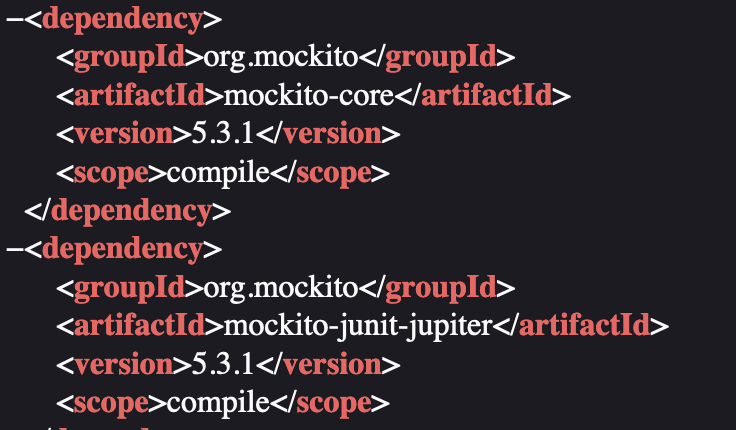 –<dependency>
<groupId>org.mockito</groupId>
<artifactId>mockito-core</artifactId>
<version>5.3.1</version>
<scope>compile</scope>
</dependency>
–<dependency>
<groupId>org.mockito</groupId>
<artifactId>mockito-junit-jupiter</artifactId>
<version>5.3.1</version>
<scope>compile</scope>